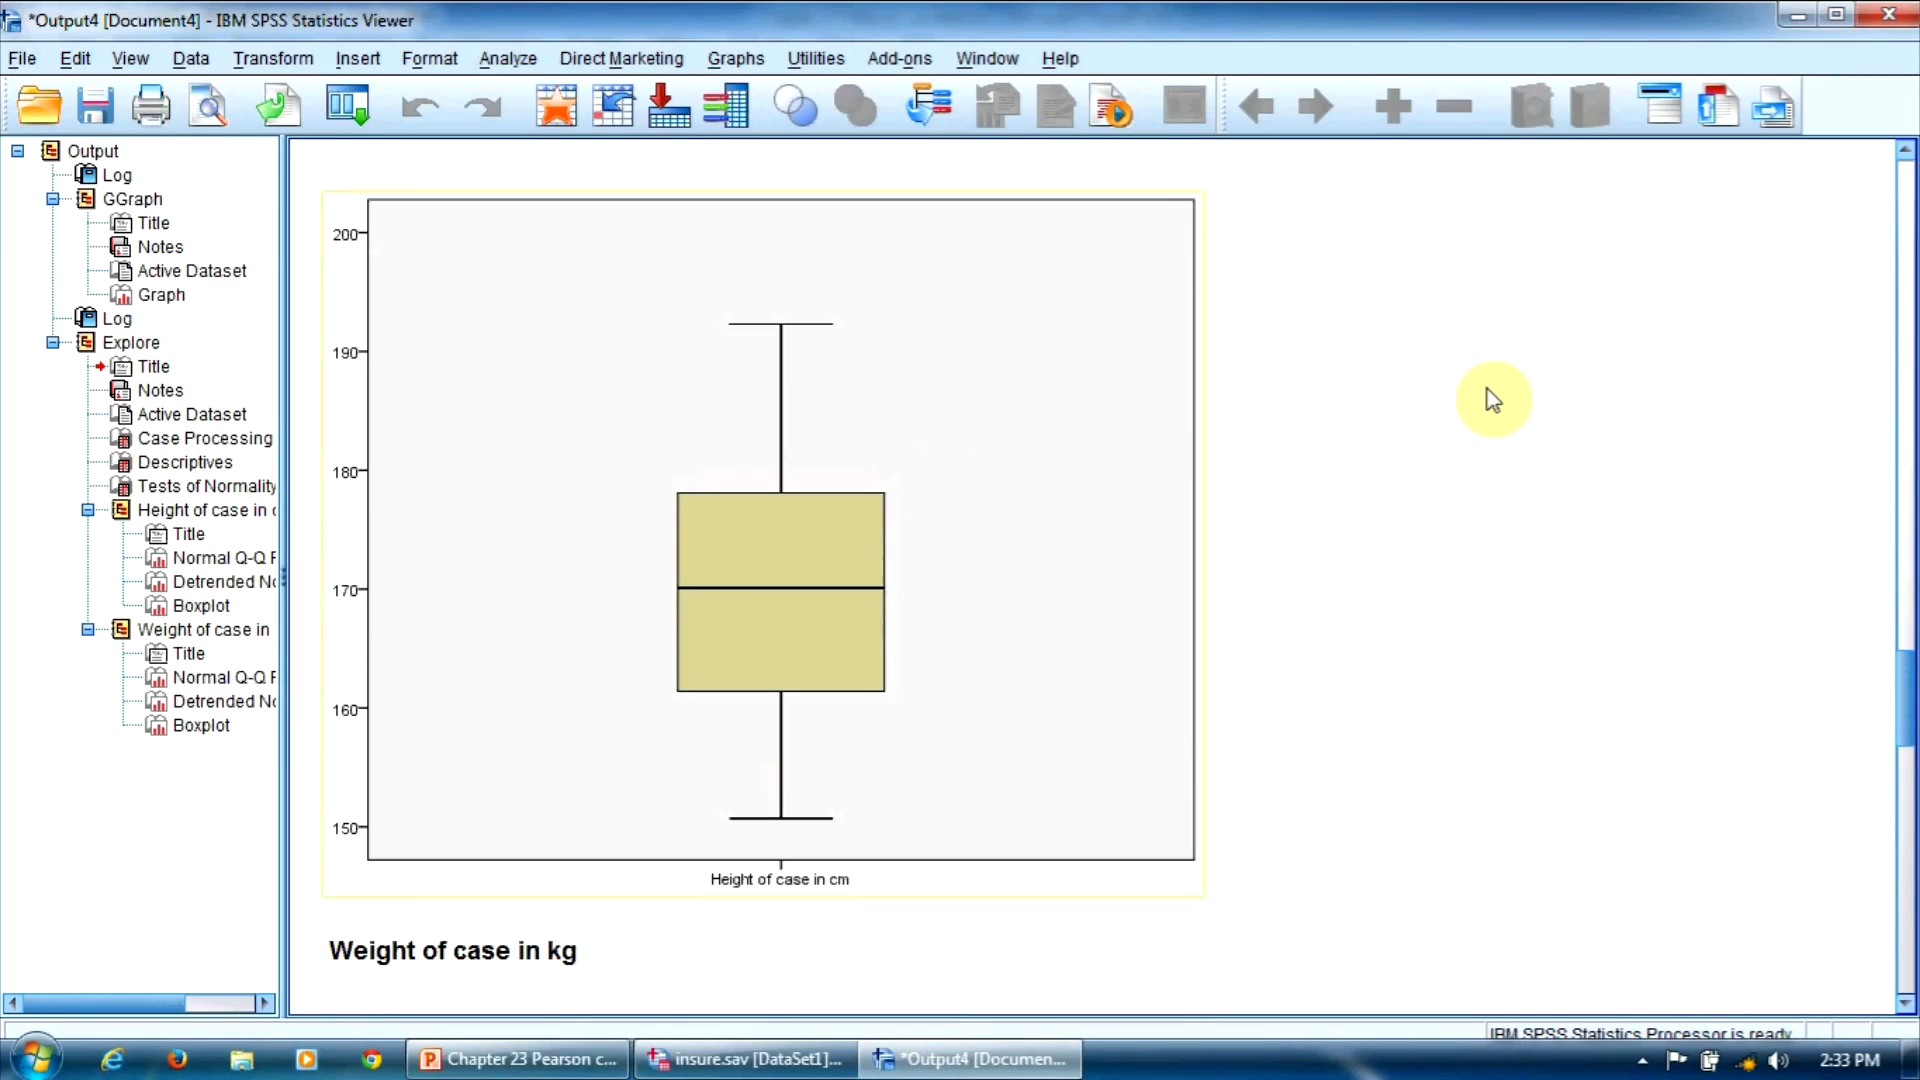 *Output4 [Document4] - IBM SPSS Statistics Viewer
File Edit View Data Transform Insert Format Analyze Direct Marketing Graphs Utilities Add-ons Window Help
Output
Log
GGraph
Title
Notes
Active Dataset
Graph
Log
Explore
Title
Notes
Active Dataset
Case Processing
Descriptives
Tests of Normality
Height of case in
Title
Normal Q-Q
Detrended
Boxplot
Weight of case in
Title
Normal Q-Q
Detrended
Boxplot
200
190
180
170
160
150
Height of case in cm
Weight of case in kg
IBM SPSS Statistics Processor is ready
Chapter 23 Pearson c... insure.sav [DataSet1]... *Output4 [Documen... 2:33 PM